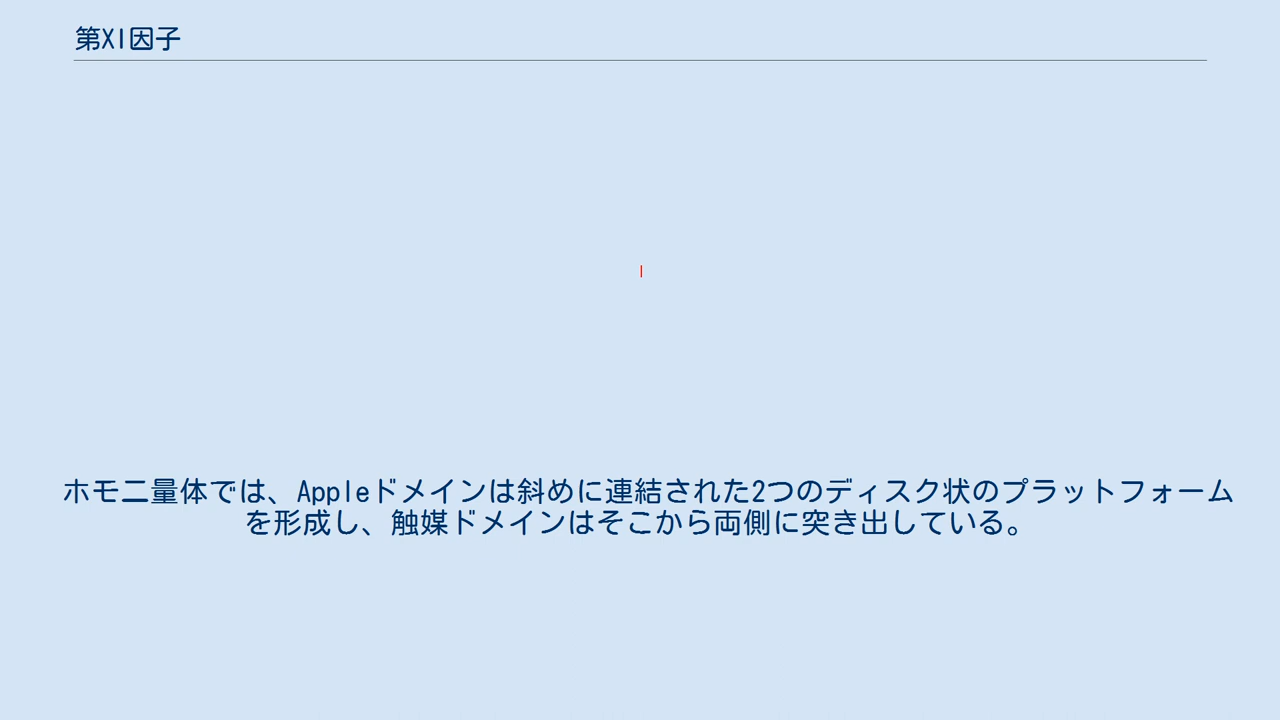 第XI因子
ホモ二量体では、Appleドメインは斜めに連結された2つのディスク状のプラットフォーム
を形成し、触媒ドメインはそこから両側に突き出している。